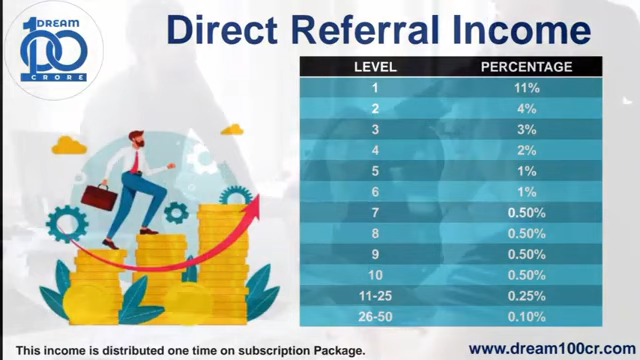 1 DREAM
100
CRORE
Direct Referral Income
LEVEL PERCENTAGE
1 11%
2 4%
3 3%
4 2%
5 1%
6 1%
7 0.50%
8 0.50%
9 0.50%
10 0.50%
11-25 0.25%
26-50 0.10%
This income is distributed one time on subscription Package.
www.dream100cr.com